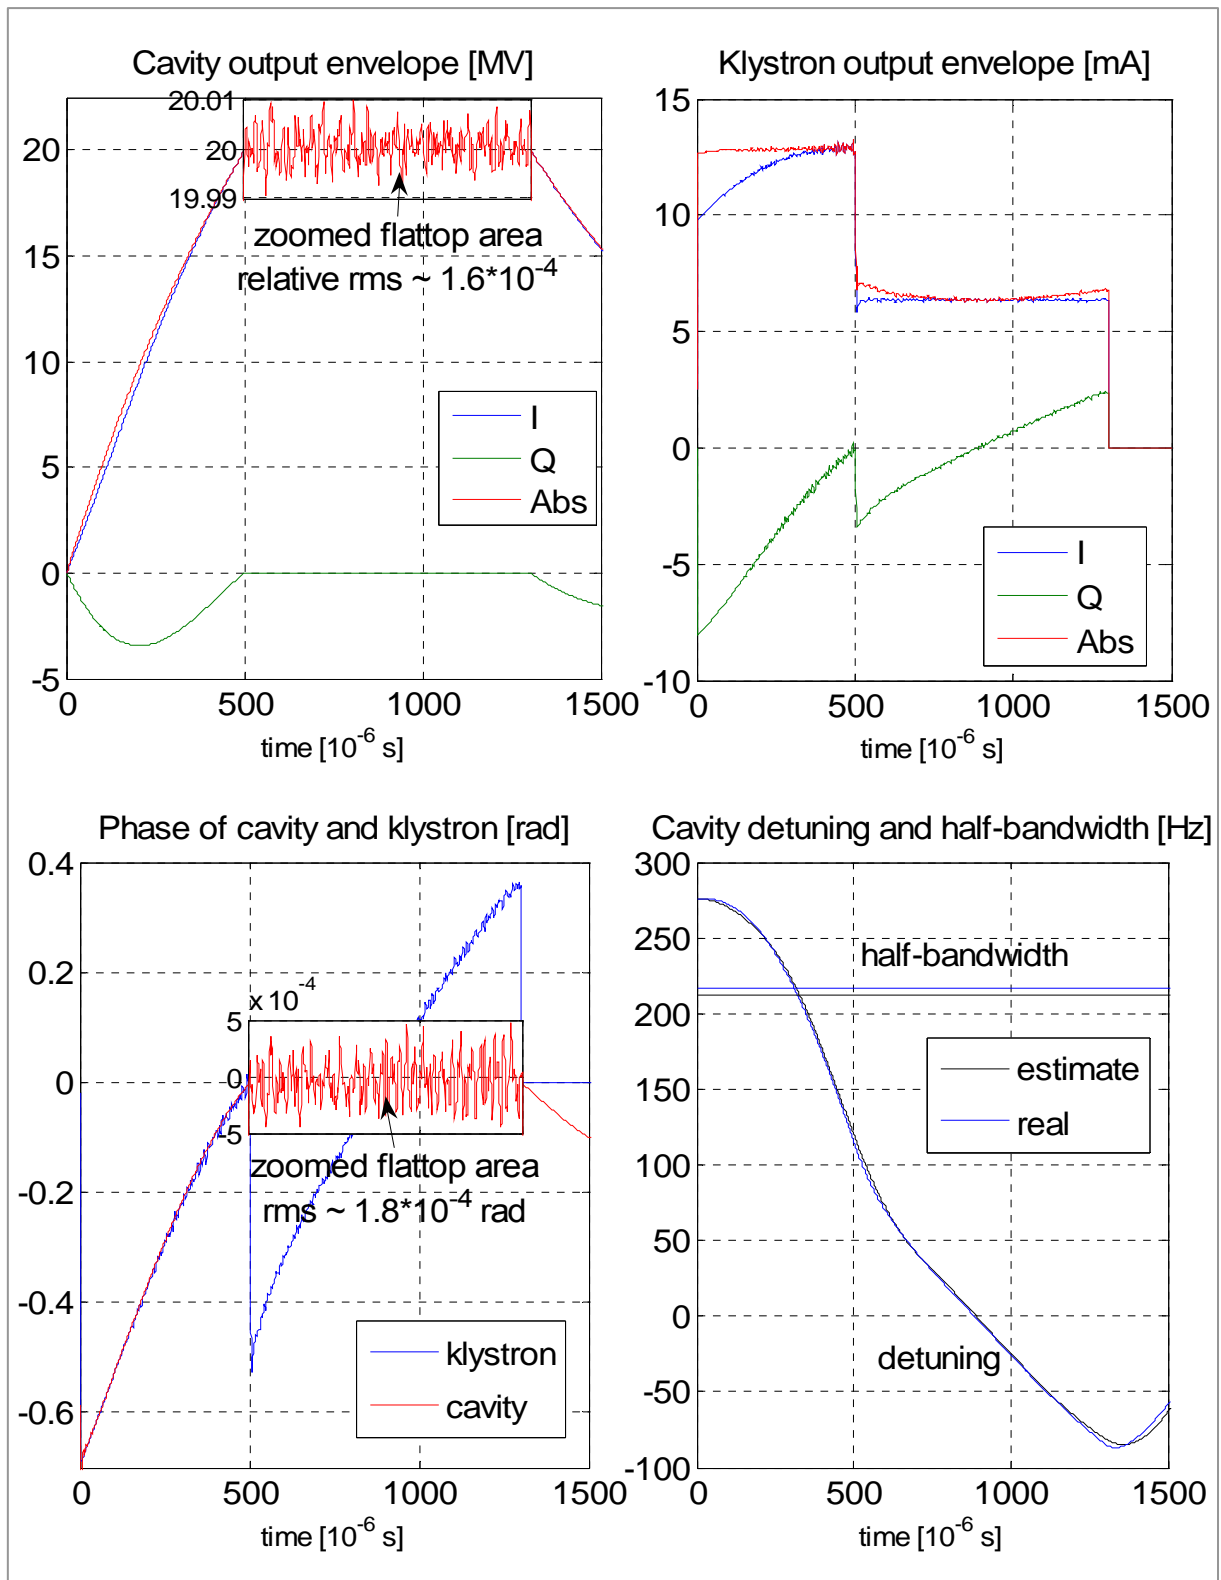 Cavity output envelope [MV]
20.01
20
19.99
20
15
10
5
0
-5
zoomed flattop area
relative rms ~ 1.6*10-4
I
Q
Abs
0
500
1000
1500
time [10-6 s]
Klystron output envelope [mA]
15
10
5
0
-5
-10
I
Q
Abs
0
500
1000
1500
time [10-6 s]
Phase of cavity and klystron [rad]
0.4
0.2
0
-0.2
-0.4
-0.6
x 10-4
5
0
-5
zoomed flattop area
rms ~ 1.8*10-4 rad
klystron
cavity
0
500
1000
1500
time [10-6 s]
Cavity detuning and half-bandwidth [Hz]
300
250
200
150
100
50
0
-50
-100
half-bandwidth
estimate
real
detuning
0
500
1000
1500
time [10-6 s]